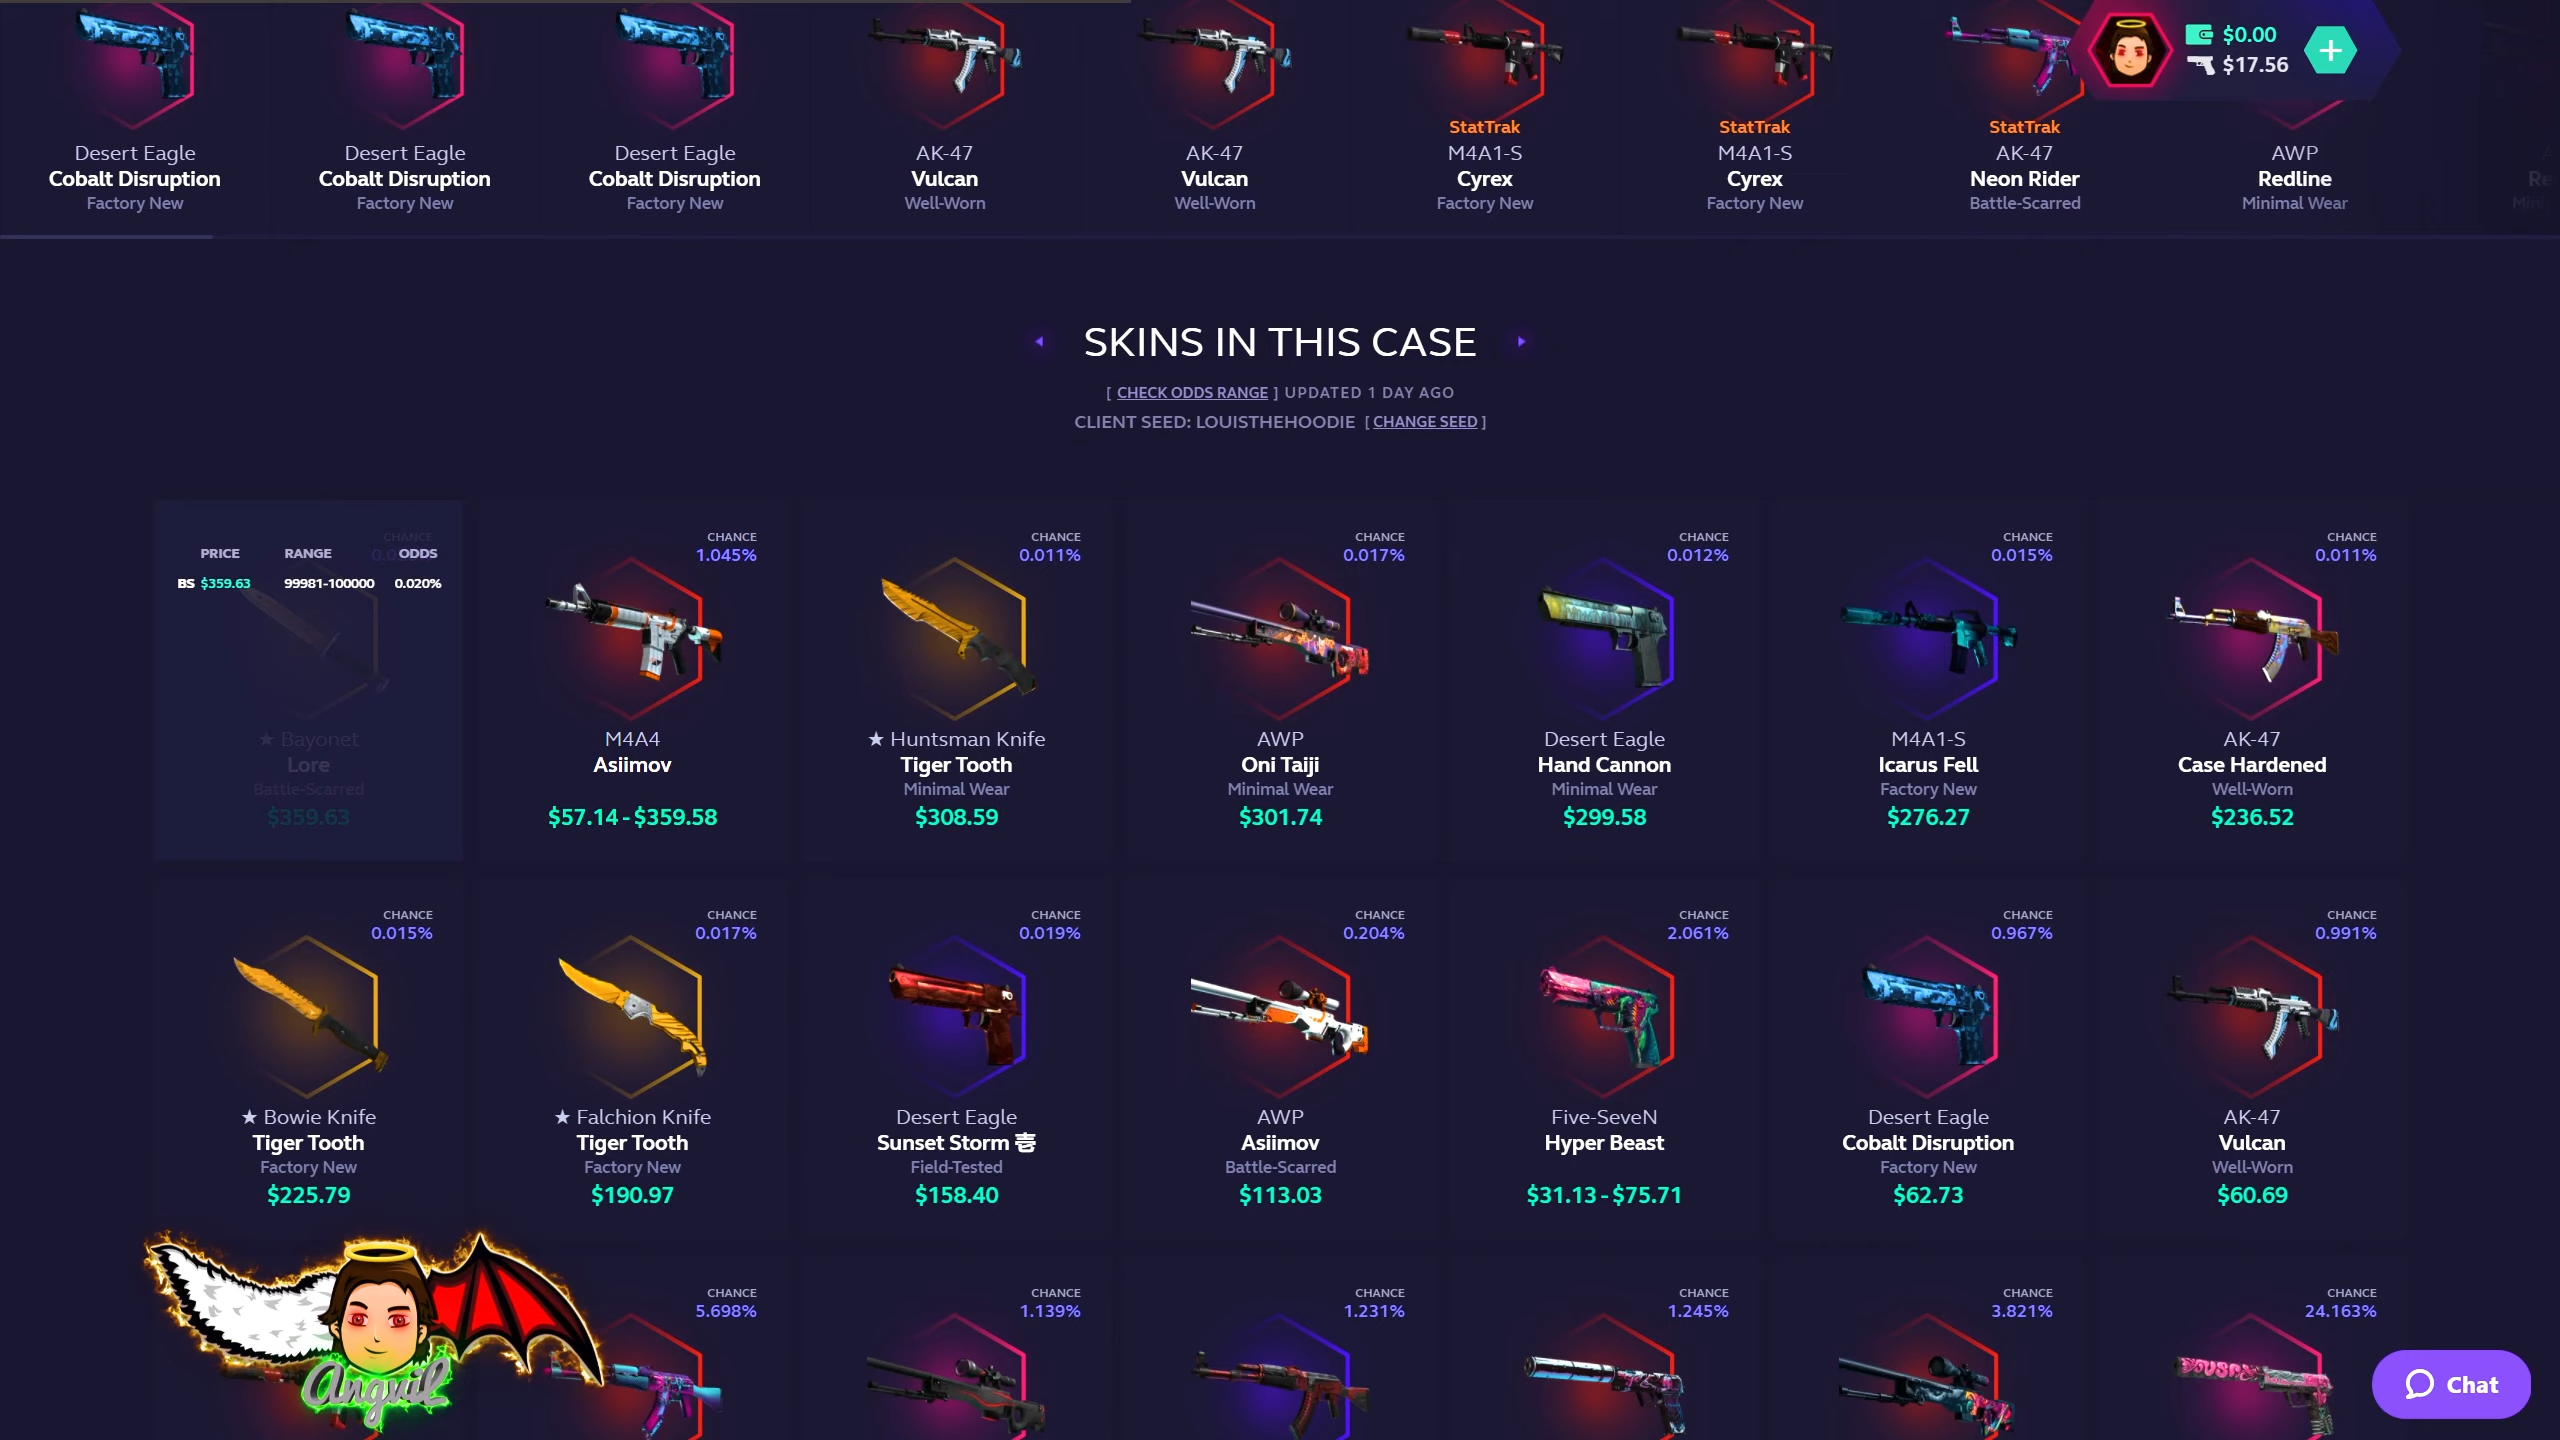 $0.00
$17.56
Desert Eagle
Cobalt Disruption
Factory New
Desert Eagle
Cobalt Disruption
Factory New
Desert Eagle
Cobalt Disruption
Factory New
AK-47
Vulcan
Well-Worn
AK-47
Vulcan
Well-Worn
StatTrak
M4A1-S
Cyrex
Factory New
StatTrak
M4A1-S
Cyrex
Factory New
StatTrak
AK-47
Neon Rider
Battle-Scarred
AWP
Redline
Minimal Wear
SKINS IN THIS CASE
[ CHECK ODDS RANGE ] UPDATED 1 DAY AGO
CLIENT SEED: LOUISTHEHOODIE [ CHANGE SEED ]
CHANCE
PRICE RANGE ODDS
BS $359.63 99981-100000 0.020%
★ Bayonet
Lore
Battle-Scarred
$359.63
CHANCE
1.045%
M4A4
Asiimov
$57.14 - $359.58
CHANCE
0.011%
★ Huntsman Knife
Tiger Tooth
Minimal Wear
$308.59
CHANCE
0.017%
AWP
Oni Taiji
Minimal Wear
$301.74
CHANCE
0.012%
Desert Eagle
Hand Cannon
Minimal Wear
$299.58
CHANCE
0.015%
M4A1-S
Icarus Fell
Factory New
$276.27
CHANCE
0.011%
AK-47
Case Hardened
Well-Worn
$236.52
CHANCE
0.015%
★ Bowie Knife
Tiger Tooth
Factory New
$225.79
CHANCE
0.017%
★ Falchion Knife
Tiger Tooth
Factory New
$190.97
CHANCE
0.019%
Desert Eagle
Sunset Storm 壱
Field-Tested
$158.40
CHANCE
0.204%
AWP
Asiimov
Battle-Scarred
$113.03
CHANCE
2.061%
Five-SeveN
Hyper Beast
$31.13 - $75.71
CHANCE
0.967%
Desert Eagle
Cobalt Disruption
Factory New
$62.73
CHANCE
0.991%
AK-47
Vulcan
Well-Worn
$60.69
Angvil
CHANCE
5.698%
CHANCE
1.139%
CHANCE
1.231%
CHANCE
1.245%
CHANCE
3.821%
CHANCE
24.163%
Chat